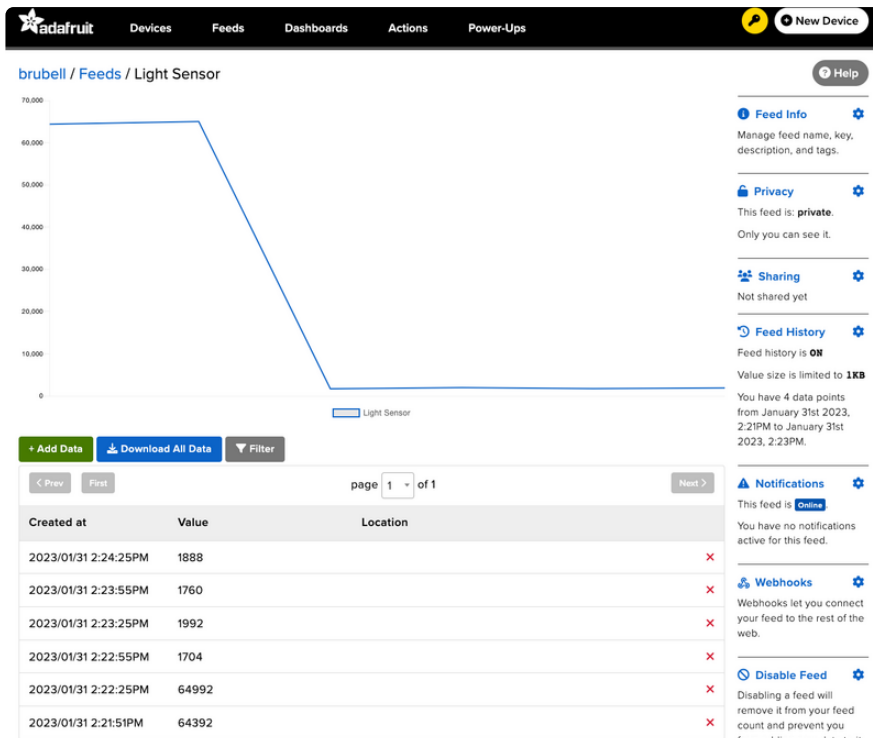 adafruit Devices Feeds Dashboards Actions Power-Ups New Device
brubell / Feeds / Light Sensor
Help
70,000
60,000
50,000
40,000
30,000
20,000
10,000
0
Light Sensor
+ Add Data Download All Data Filter
< Prev First page 1 of 1 Next >
Created at Value Location
2023/01/31 2:24:25PM 1888
2023/01/31 2:23:55PM 1760
2023/01/31 2:23:25PM 1992
2023/01/31 2:22:55PM 1704
2023/01/31 2:22:25PM 64992
2023/01/31 2:21:51PM 64392
Feed Info
Manage feed name, key,
description, and tags.
Privacy
This feed is: private.
Only you can see it.
Sharing
Not shared yet
Feed History
Feed history is ON
Value size is limited to 1KB
You have 4 data points
from January 31st 2023,
2:21PM to January 31st
2023, 2:23PM.
Notifications
This feed is Online.
You have no notifications
active for this feed.
Webhooks
Webhooks let you connect
your feed to the rest of the
web.
Disable Feed
Disabling a feed will
remove it from your feed
count and prevent you